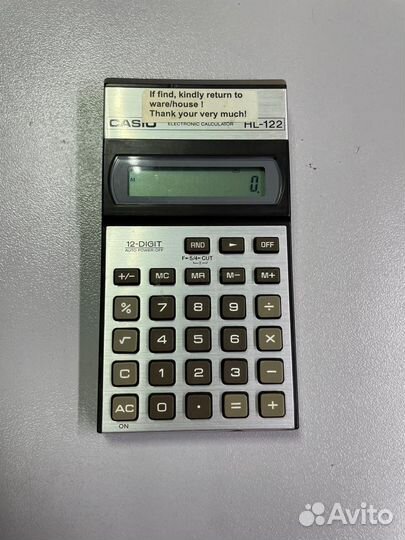 If find, kindly return to
ware/house !
Thank your very much!
CASIO ELECTRONIC CALCULATOR HL-122
M 0.
12-DIGIT RND ► OFF
AUTO POWER-OFF
F-5/4-CUT
+/− MC MR M− M+
% 7 8 9 ÷
√ 4 5 6 ×
C 1 2 3 −
AC 0 · = +
ON
Avito